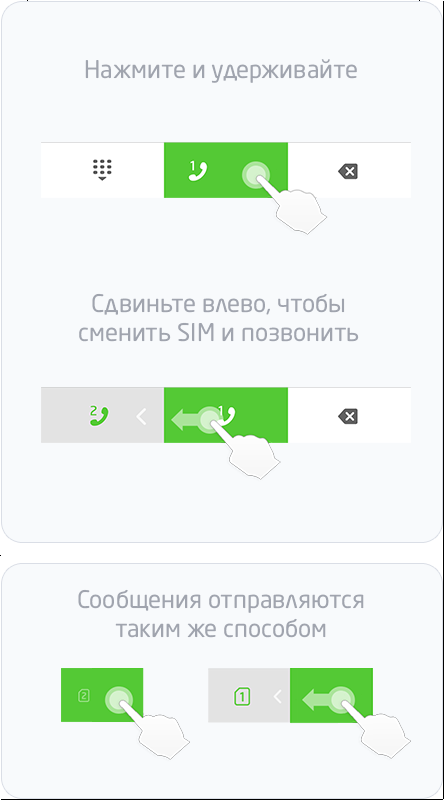 Нажмите и удерживайте
1
Сдвиньте влево, чтобы
сменить SIM и позвонить
2
1
Сообщения отправляются
таким же способом
2
1